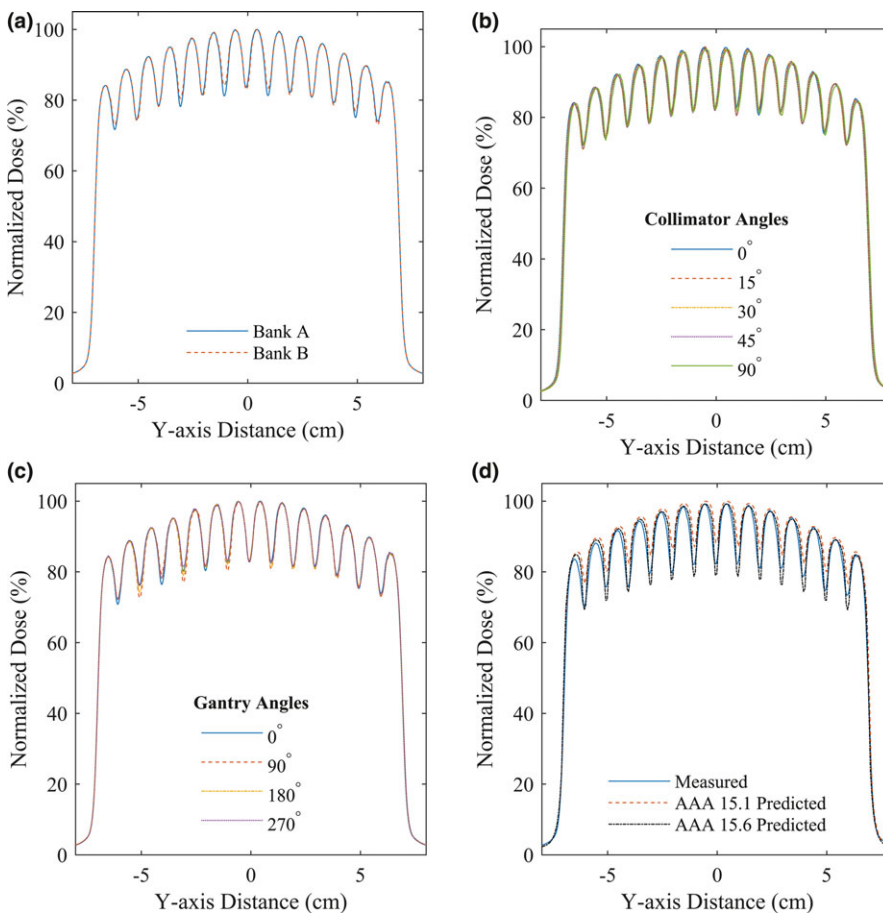 (a)
100
80
60
40
20
0
Normalized Dose (%)
Bank A
Bank B
-5
0
5
Y-axis Distance (cm)
(b)
100
80
60
40
20
0
Normalized Dose (%)
Collimator Angles
0°
15°
30°
45°
90°
-5
0
5
Y-axis Distance (cm)
(c)
100
80
60
40
20
0
Normalized Dose (%)
Gantry Angles
0°
90°
180°
270°
-5
0
5
Y-axis Distance (cm)
(d)
100
80
60
40
20
0
Normalized Dose (%)
Measured
AAA 15.1 Predicted
AAA 15.6 Predicted
-5
0
5
Y-axis Distance (cm)